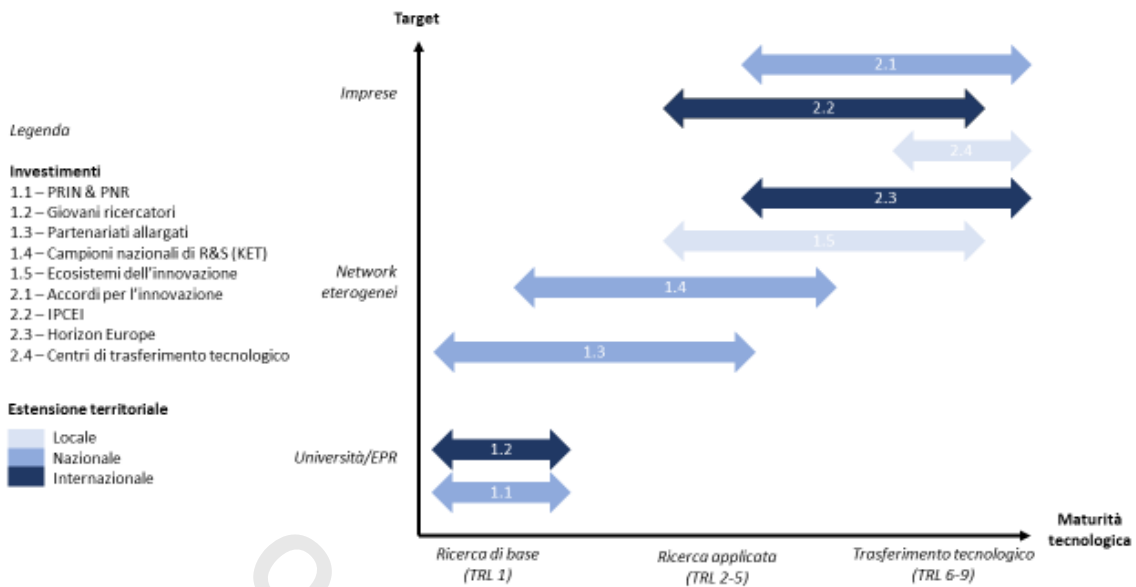 Target
Imprese
Network
eterogenei
Università/EPR
2.1
2.2
2.4
2.3
1.5
1.4
1.3
1.2
1.1
Legenda
Investimenti
1.1 – PRIN & PNR
1.2 – Giovani ricercatori
1.3 – Partenariati allargati
1.4 – Campioni nazionali di R&S (KET)
1.5 – Ecosistemi dell'innovazione
2.1 – Accordi per l'innovazione
2.2 – IPCEI
2.3 – Horizon Europe
2.4 – Centri di trasferimento tecnologico
Estensione territoriale
Locale
Nazionale
Internazionale
Ricerca di base
(TRL 1)
Ricerca applicata
(TRL 2-5)
Trasferimento tecnologico
(TRL 6-9)
Maturità
tecnologica